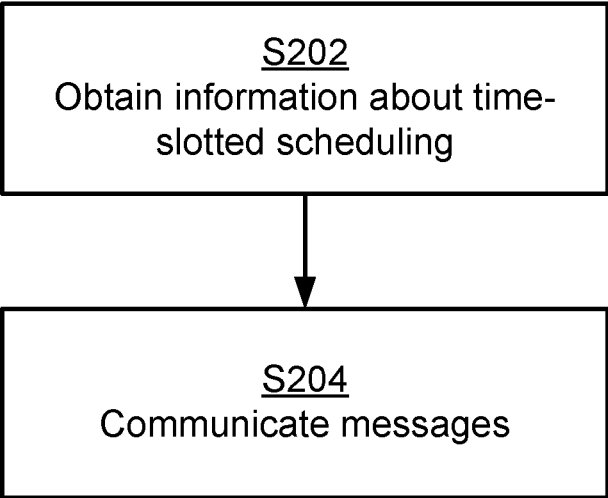 S202
Obtain information about time-
slotted scheduling
S204
Communicate messages